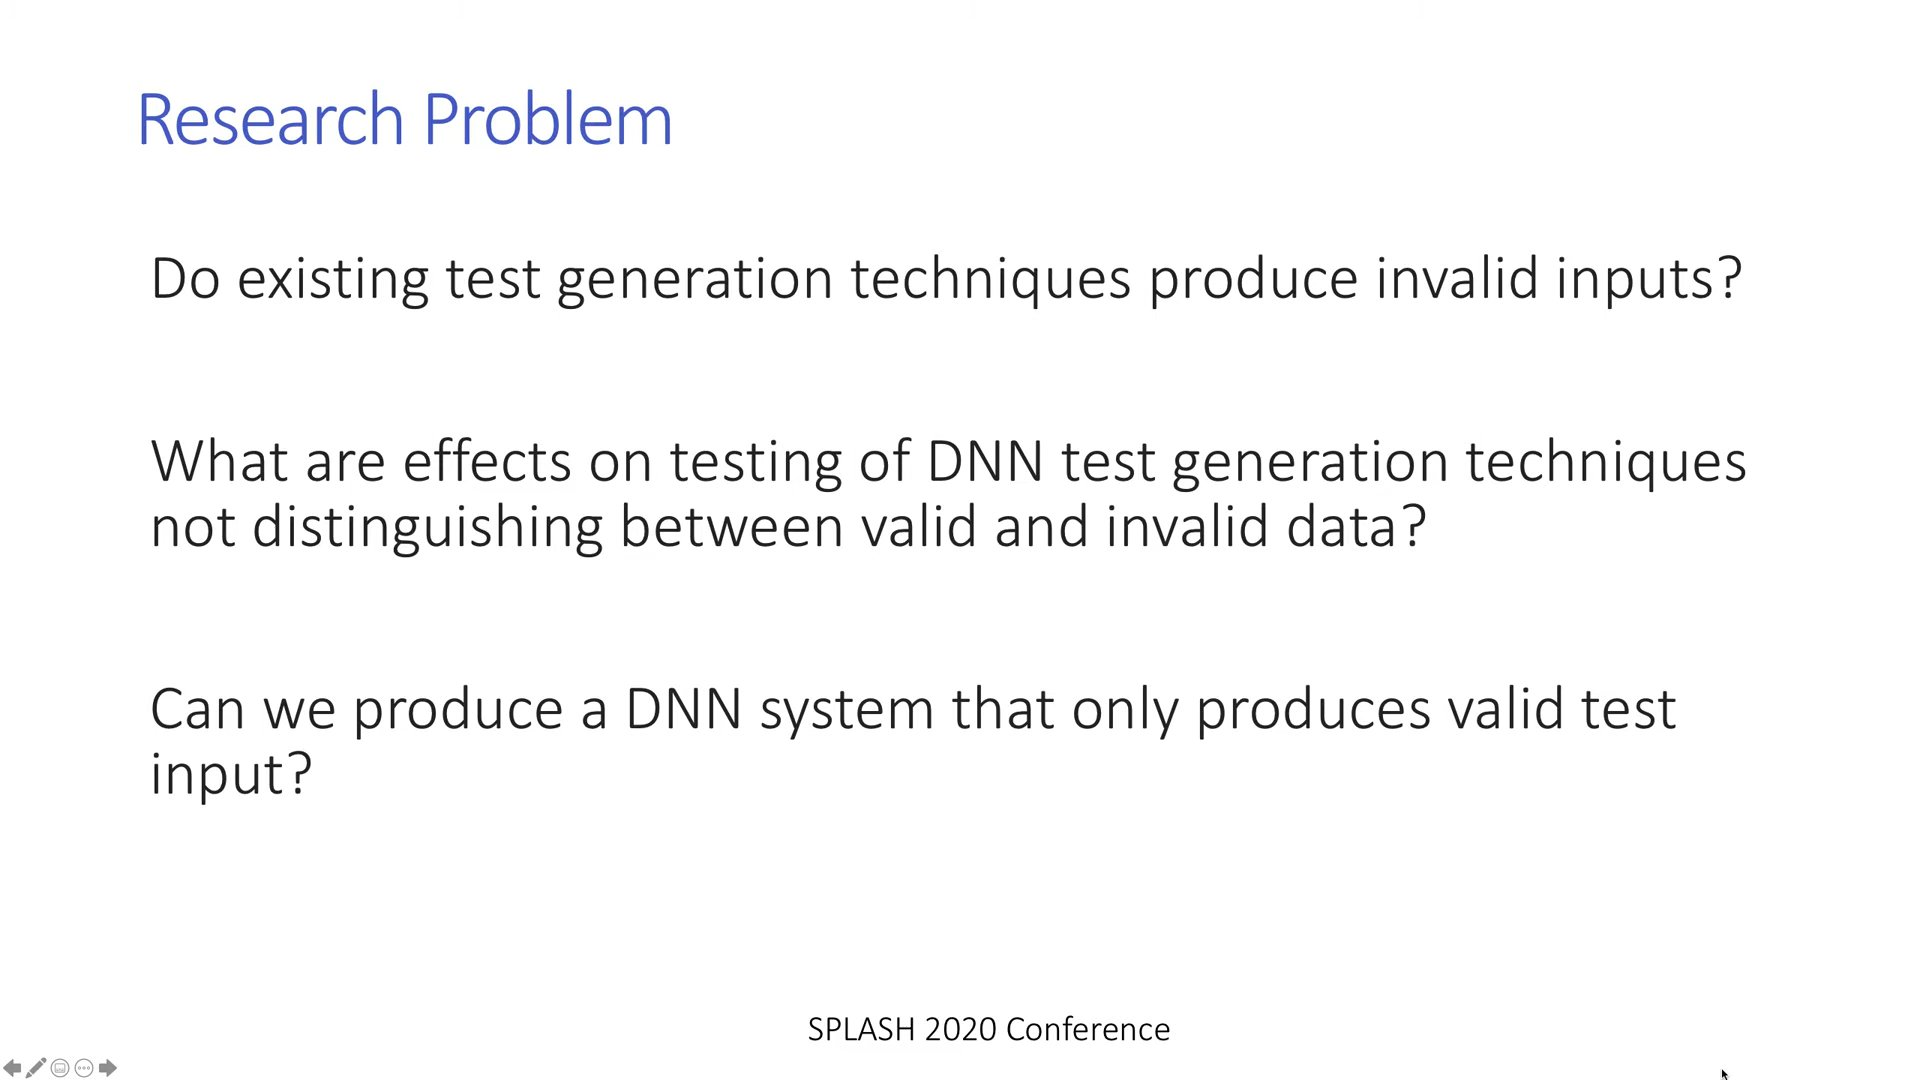 Research Problem
Do existing test generation techniques produce invalid inputs?
What are effects on testing of DNN test generation techniques
not distinguishing between valid and invalid data?
Can we produce a DNN system that only produces valid test
input?
SPLASH 2020 Conference